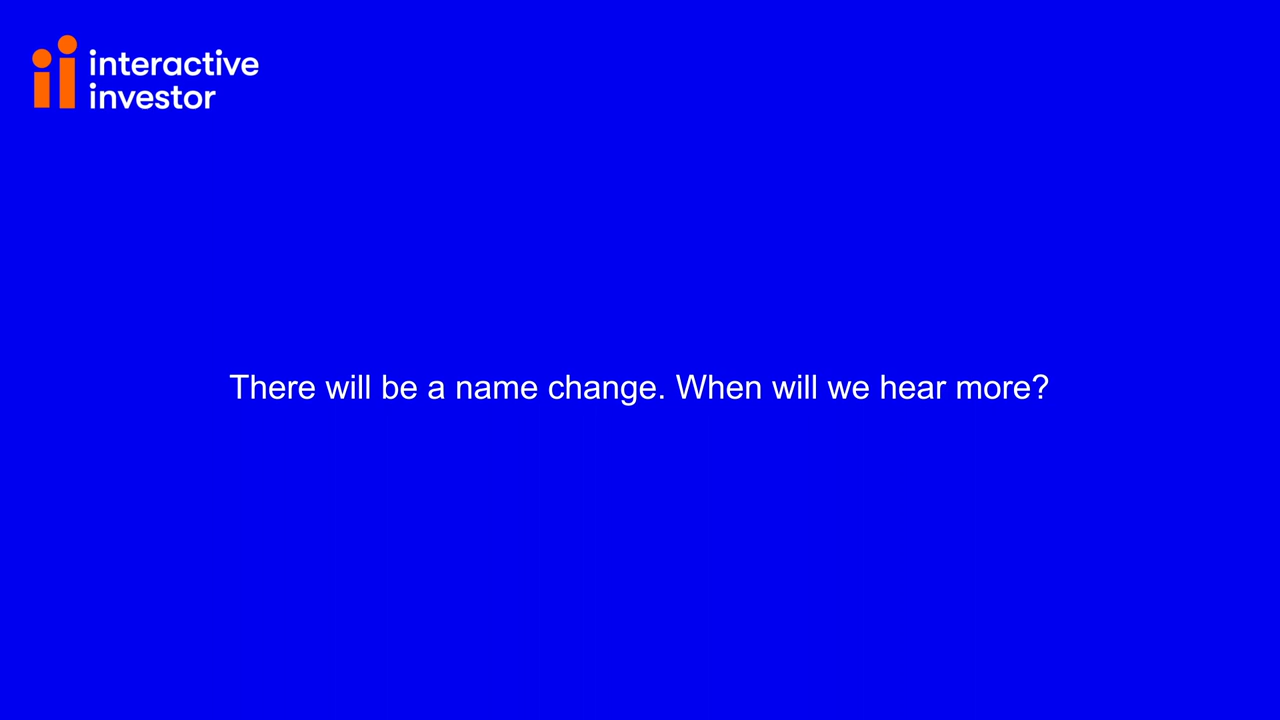 interactive
investor
There will be a name change. When will we hear more?